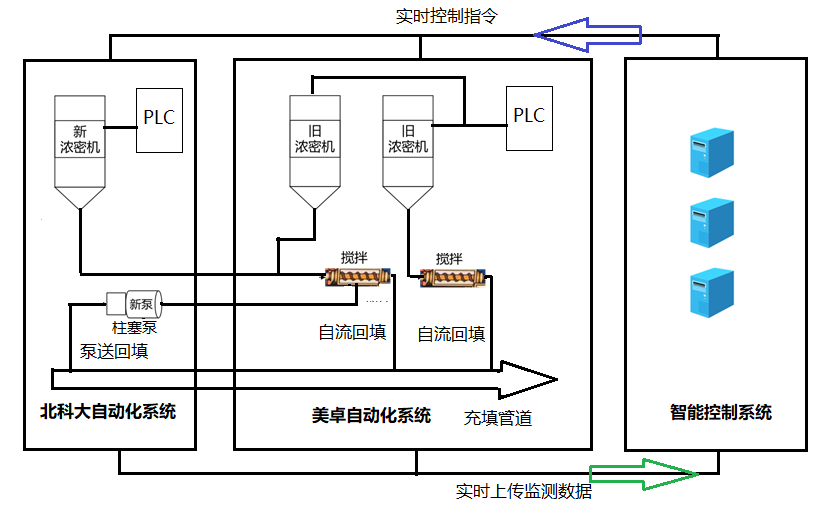 实时控制指令
新
浓密机
PLC
旧
浓密机
旧
浓密机
PLC
搅拌
搅拌
新泵
柱塞泵
泵送回填
自流回填
自流回填
北科大自动化系统
美卓自动化系统
充填管道
智能控制系统
实时上传监测数据